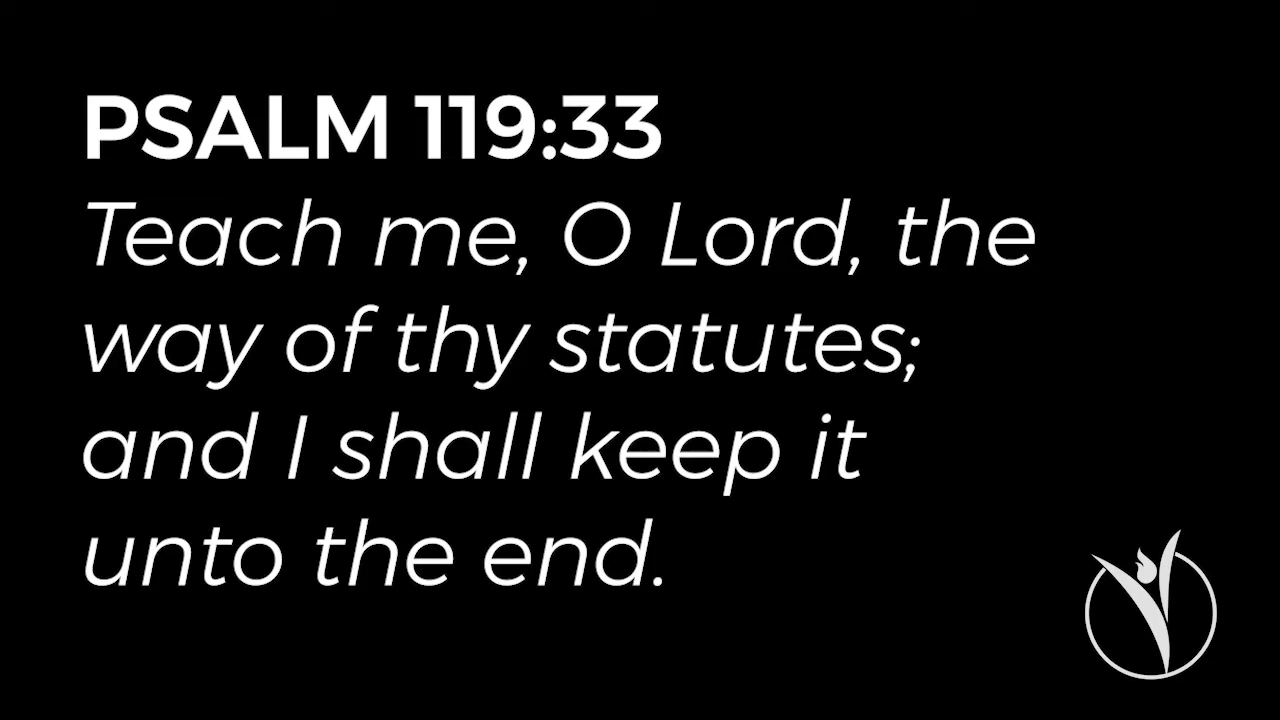 PSALM 119:33
Teach me, O Lord, the
way of thy statutes;
and I shall keep it
unto the end.